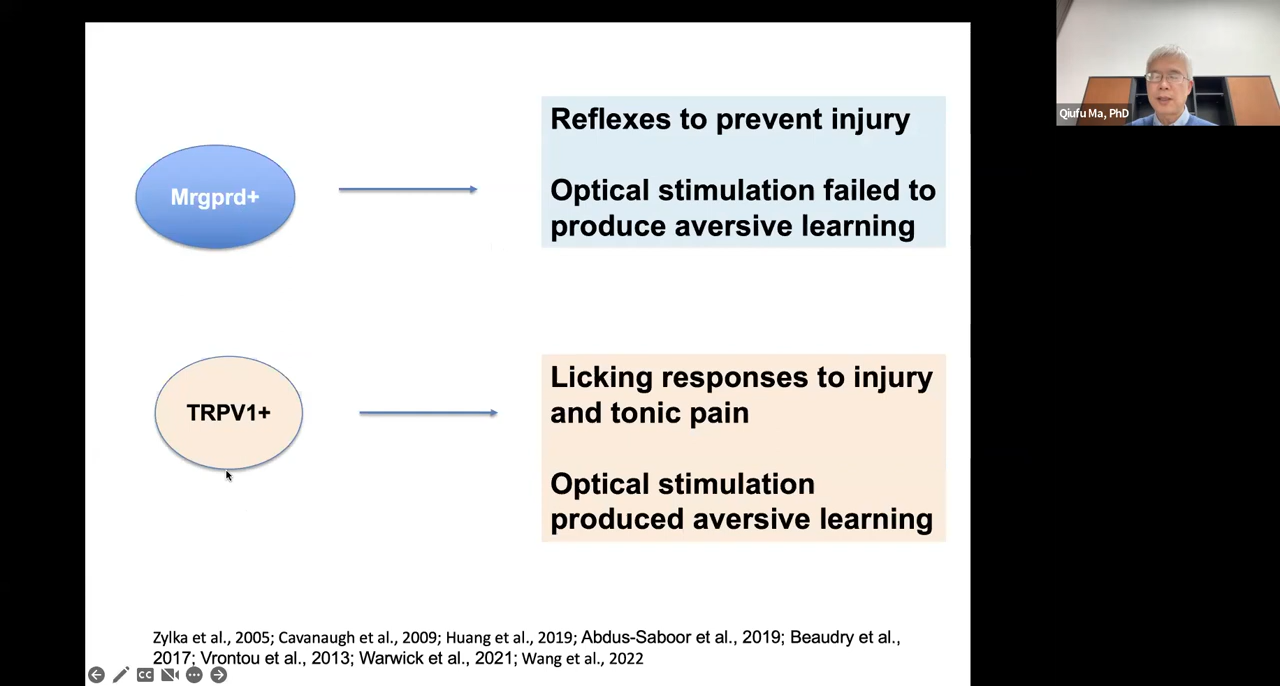 Qiufu Ma, PhD
Reflexes to prevent injury
Mrgprd+
Optical stimulation failed to
produce aversive learning
Licking responses to injury
and tonic pain
TRPV1+
Optical stimulation
produced aversive learning
Zylka et al., 2005; Cavanaugh et al., 2009; Huang et al., 2019; Abdus-Saboor et al., 2019; Beaudry et al.,
2017; Vrontou et al., 2013; Warwick et al., 2021; Wang et al., 2022
CC